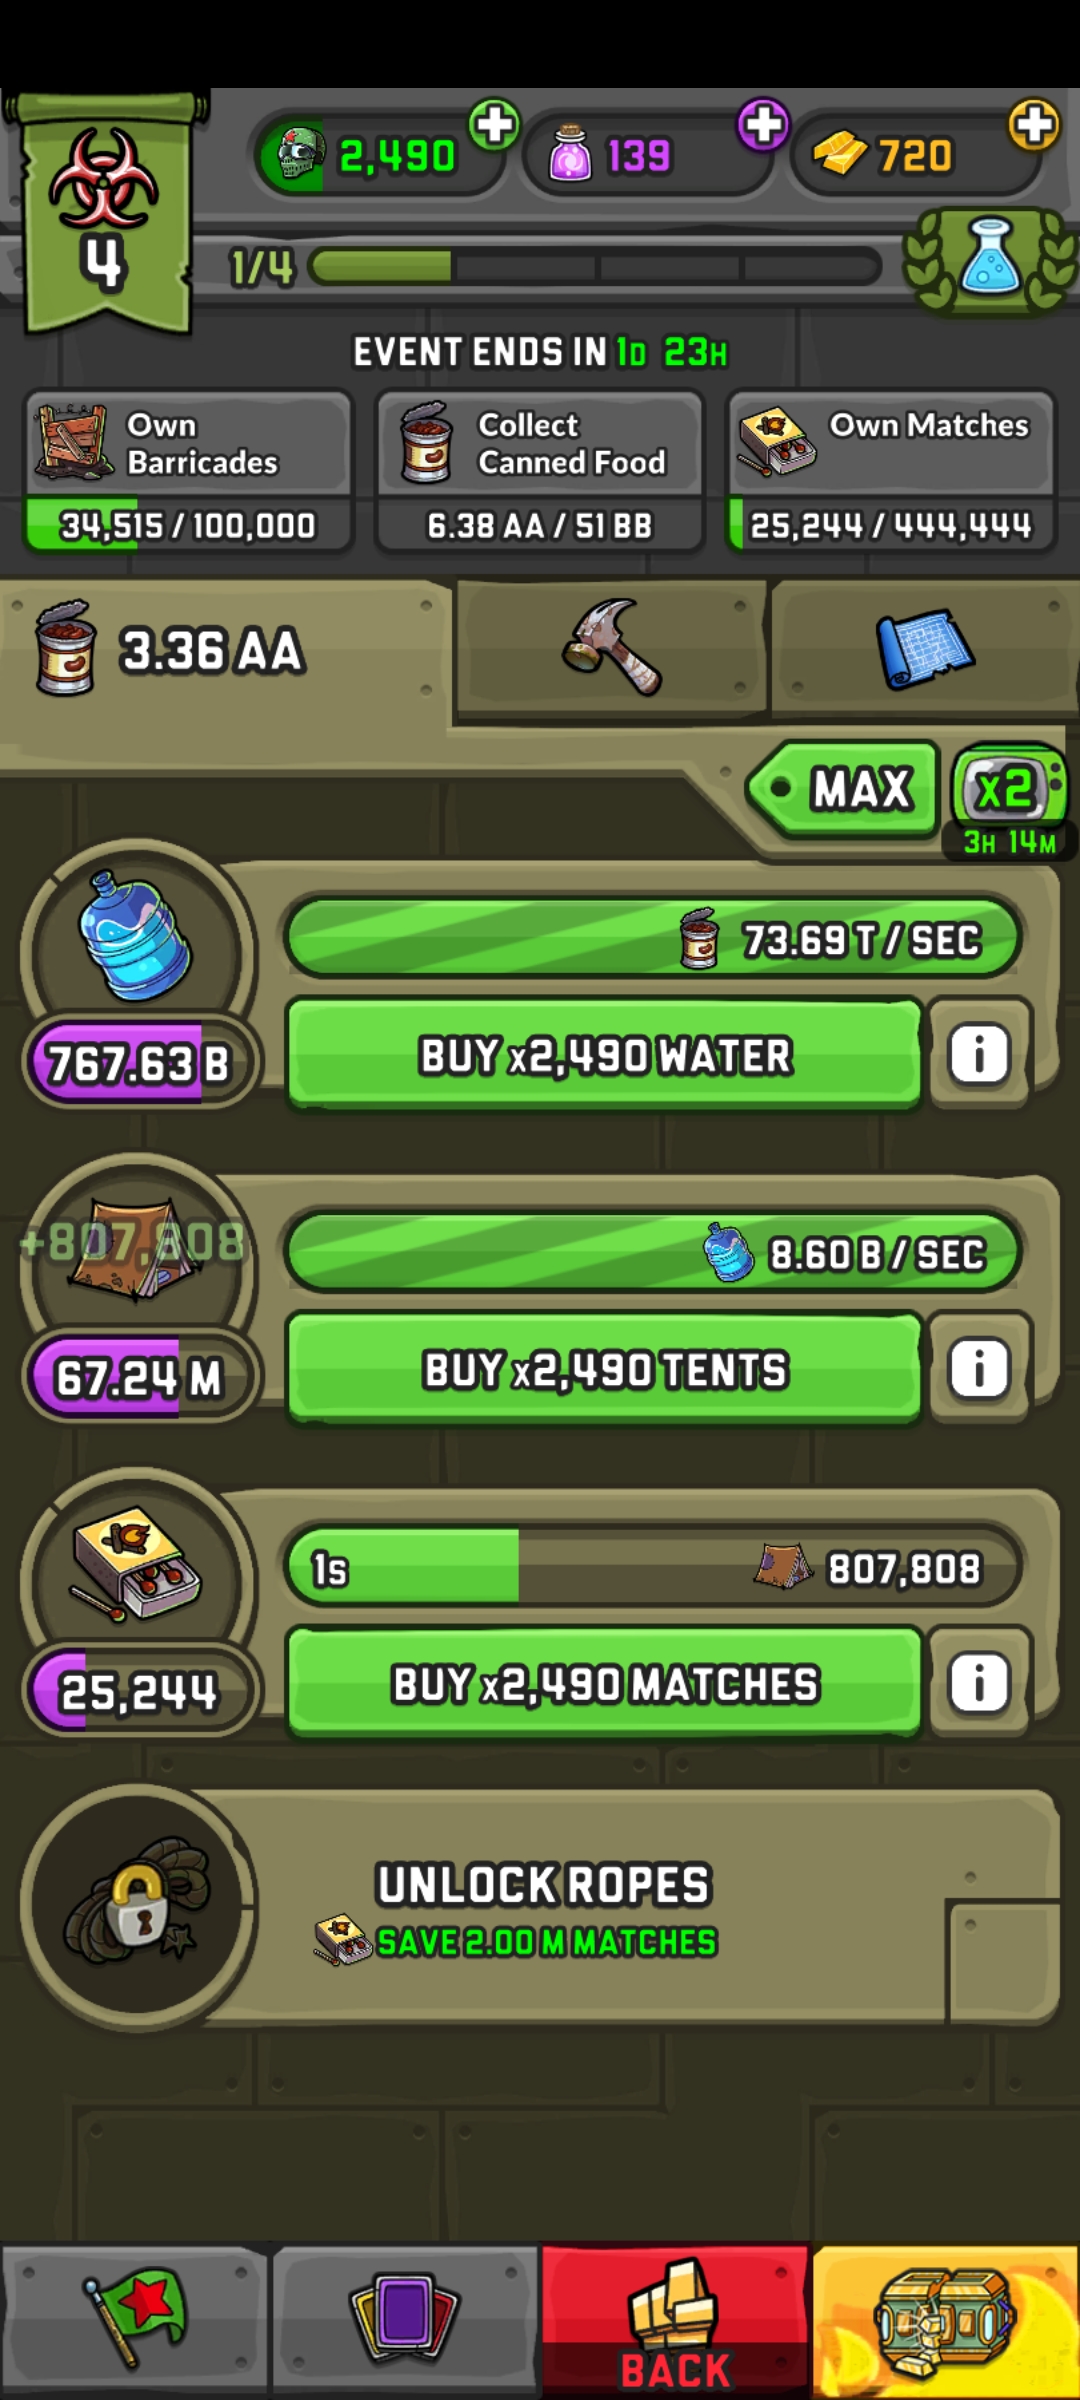 4
2,490
139
720
1/4
EVENT ENDS IN 1D 23H
Own
Barricades
34,515 / 100,000
Collect
Canned Food
6.38 AA / 51 BB
Own Matches
25,244 / 444,444
3.36 AA
MAX
x2
3H 14M
73.69 T / SEC
BUY x2,490 WATER
i
767.63 B
+807,808
8.60 B / SEC
BUY x2,490 TENTS
i
67.24 M
1s
807,808
BUY x2,490 MATCHES
i
25,244
UNLOCK ROPES
SAVE 2.00 M MATCHES
BACK